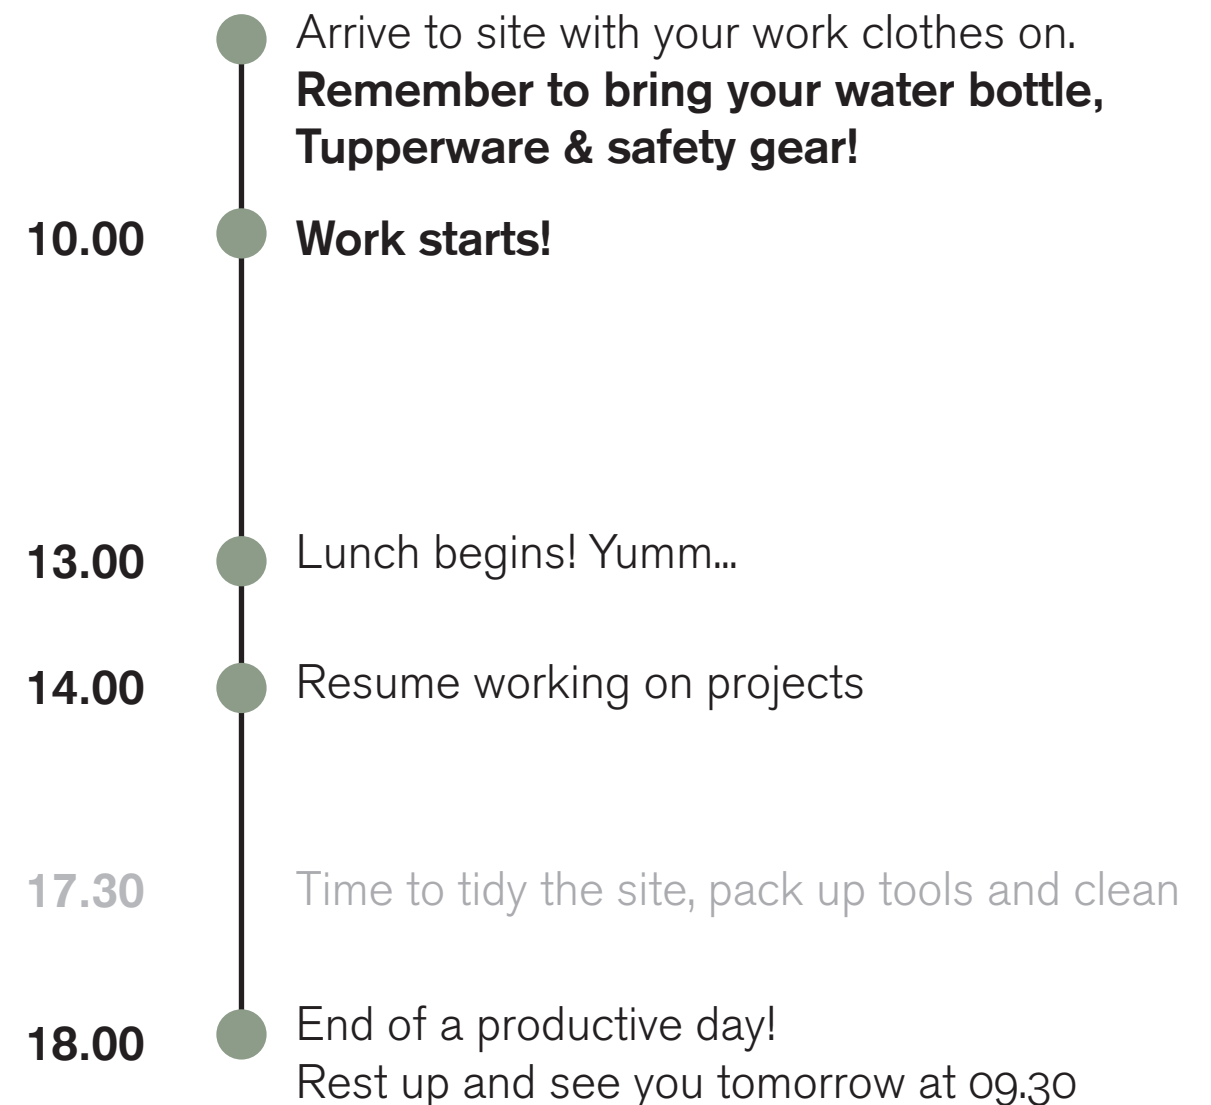 Arrive to site with your work clothes on.
Remember to bring your water bottle,
Tupperware & safety gear!
10.00 Work starts!
13.00 Lunch begins! Yumm...
14.00 Resume working on projects
17.30 Time to tidy the site, pack up tools and clean
18.00 End of a productive day!
Rest up and see you tomorrow at 09.30